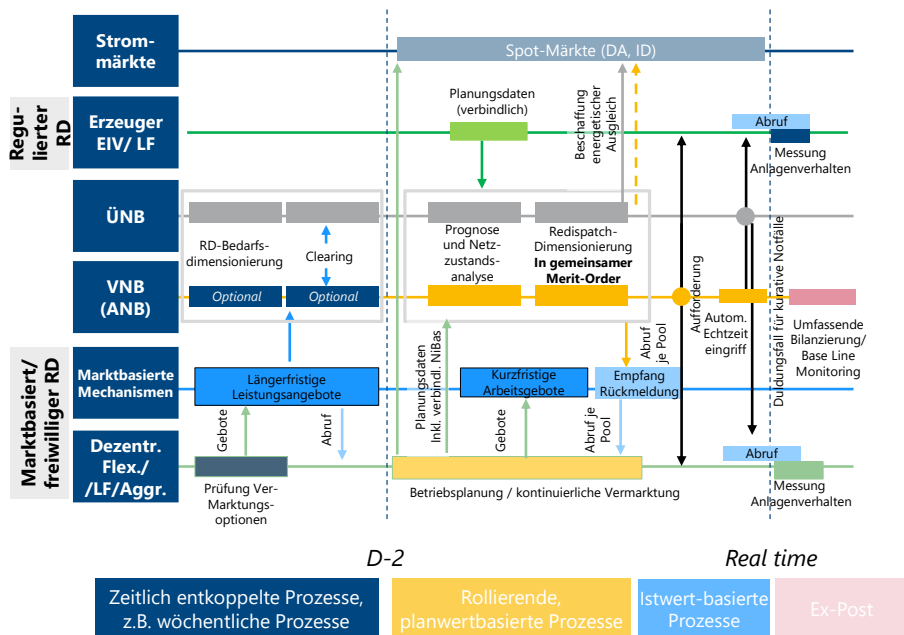 Strom-
märkte
Spot-Märkte (DA, ID)
Regu-
lierter
RD
Erzeuger
EIV/ LF
Planungsdaten
(verbindlich)
Beschaffung
energetischer
Ausgleich
Abruf
Messung
Anlagenverhalten
ÜNB
RD-Bedarfs-
dimensionierung
Clearing
Prognose
und Netz-
zustands-
analyse
Redispatch-
Dimensionierung
In gemeinsamer
Merit-Order
VNB
(ANB)
Optional
Optional
Aufforderung
Autom.
Echtzeit
eingriff
Duldungsfall für kurative Notfälle
Umfassende
Bilanzierung/
Base Line
Monitoring
Marktbasiert/
freiwilliger RD
Marktbasierte
Mechanismen
Längerfristige
Leistungsangebote
Planungsdaten
Inkl. verbindl. NiBas
Kurzfristige
Arbeitsgebote
Abruf
je Pool
Empfang
Rückmeldung
Gebote
Abruf
Gebote
Abruf je
Pool
Dezentr.
Flex./
/LF/Aggr.
Prüfung Ver-
Marktungs-
optionen
Betriebsplanung / kontinuierliche Vermarktung
Abruf
Messung
Anlagenverhalten
D-2
Real time
Zeitlich entkoppelte Prozesse,
z.B. wöchentliche Prozesse
Rollierende,
planwertbasierte Prozesse
Istwert-basierte
Prozesse
Ex-Post